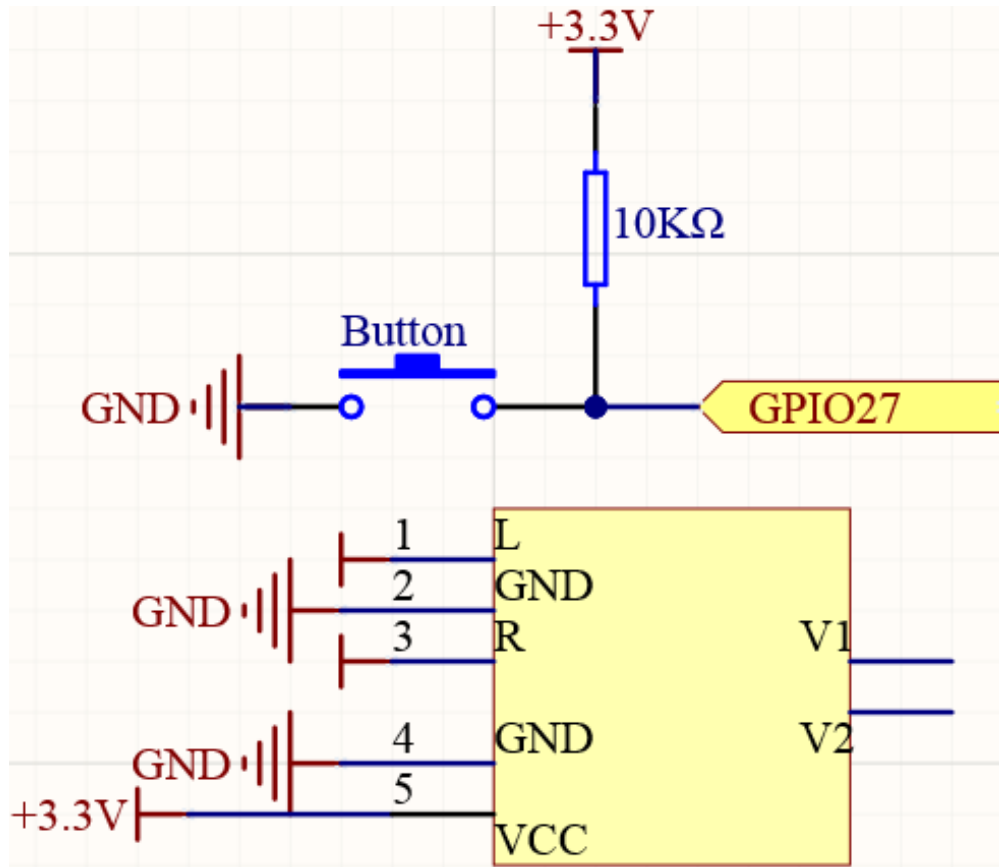 +3.3V
10KΩ
Button
GND
GPIO27
1 L
2 GND
GND
3 R
V1
V2
4 GND
GND
5
+3.3V
VCC